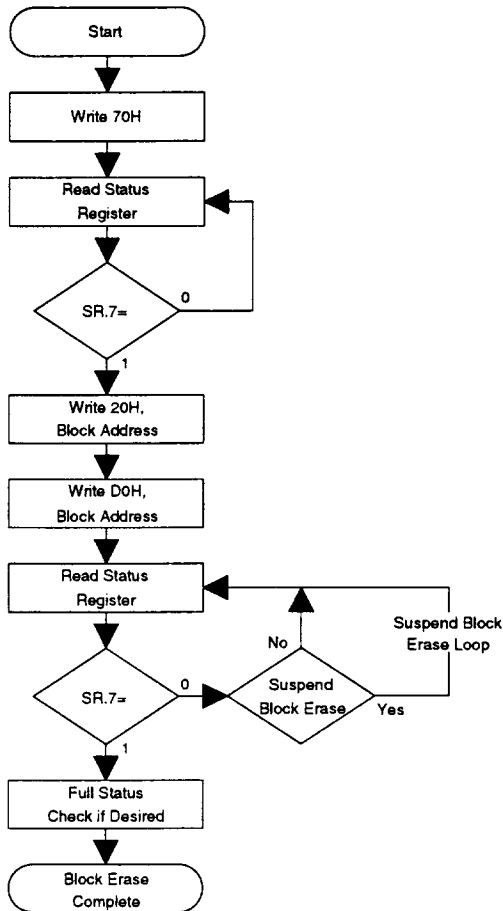 Start
Write 70H
Read Status
Register
SR.7=
0
1
Write 20H,
Block Address
Write D0H,
Block Address
Read Status
Register
SR.7=
0
1
Suspend
Block Erase
No
Yes
Suspend Block
Erase Loop
Full Status
Check if Desired
Block Erase
Complete